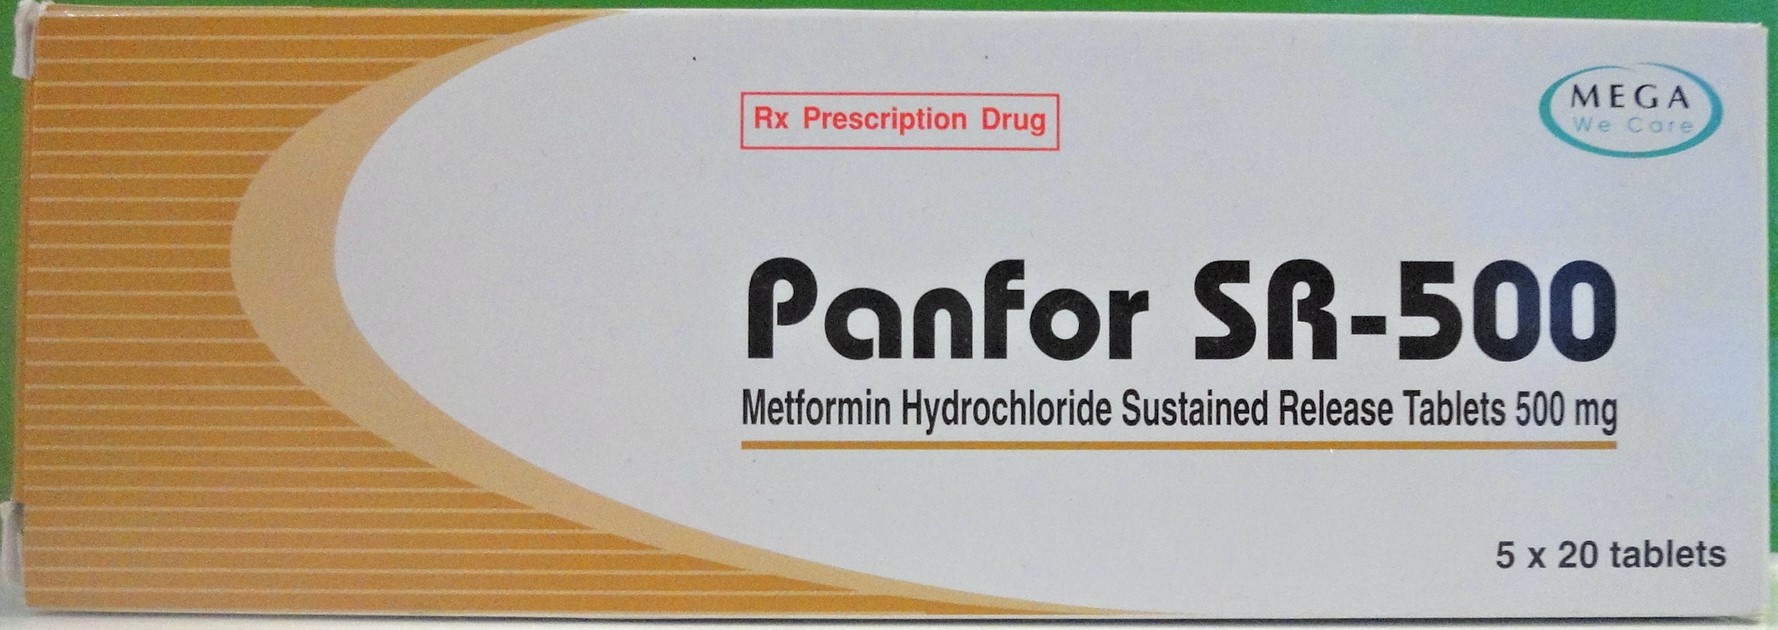 Rx Prescription Drug
MEGA
We Care
Panfor SR-500
Metformin Hydrochloride Sustained Release Tablets 500 mg
5 x 20 tablets